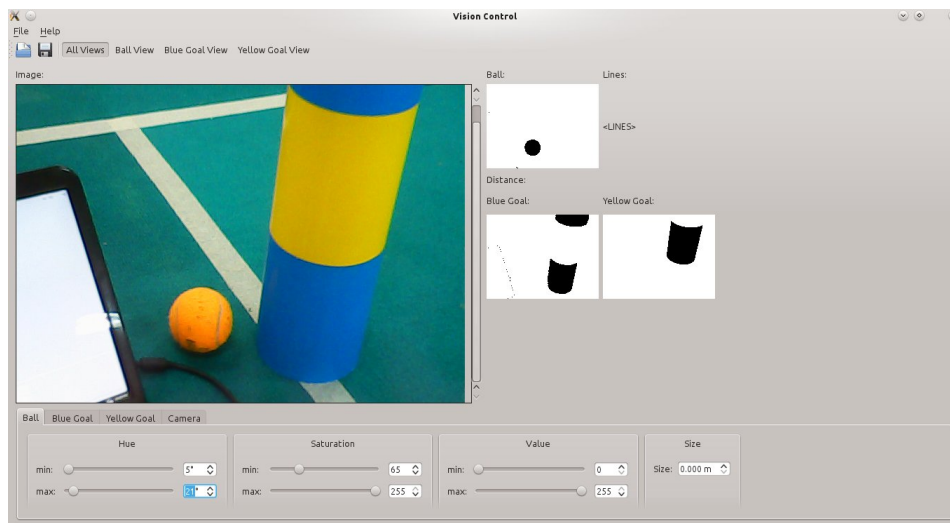 Vision Control
File Help
All Views Ball View Blue Goal View Yellow Goal View
Image:
Ball: Lines:
<LINES>
Distance:
Blue Goal: Yellow Goal:
Ball Blue Goal Yellow Goal Camera
Hue Saturation Value Size
min: 5° min: 65 min: 0 Size: 0.000 m
max: 21° max: 255 max: 255